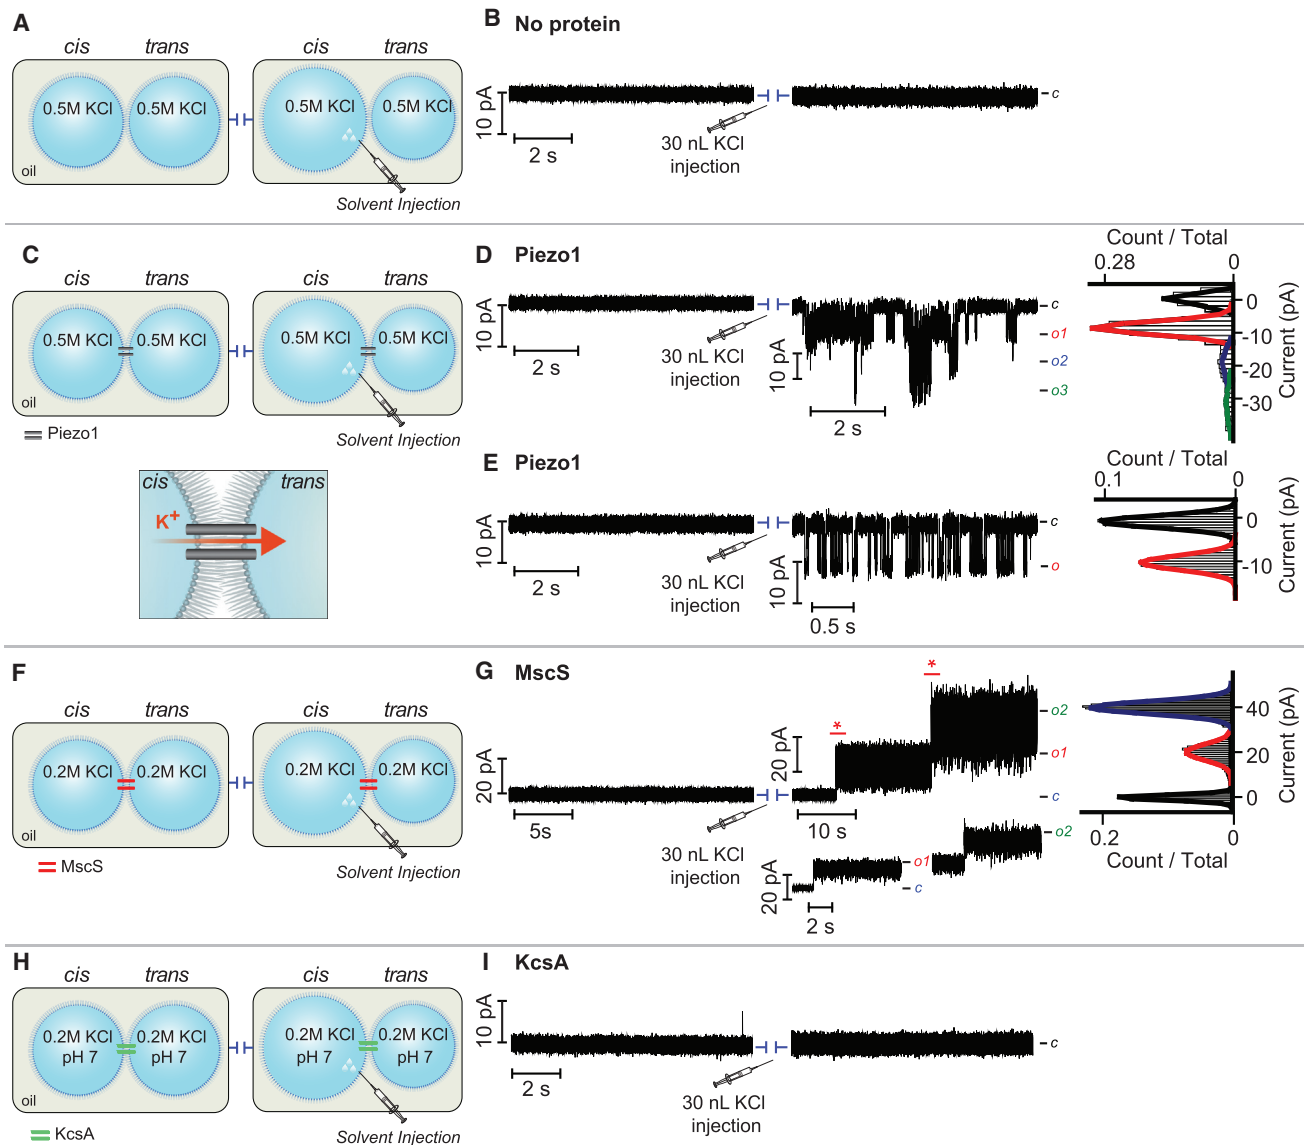 A
cis trans cis trans
0.5M KCl 0.5M KCl 0.5M KCl 0.5M KCl
oil
Solvent Injection
B No protein
10 pA
2 s
30 nL KCl
injection
c
C
cis trans cis trans
0.5M KCl 0.5M KCl 0.5M KCl 0.5M KCl
oil
Piezo1
Solvent Injection
cis trans
K+
D Piezo1
10 pA
2 s
30 nL KCl
injection
10 pA
2 s
c
o1
o2
o3
Count / Total
0.28 0
0
-10
-20
-30
Current (pA)
E Piezo1
10 pA
2 s
30 nL KCl
injection
10 pA
0.5 s
c
o
Count / Total
0.1 0
0
-10
Current (pA)
F
cis trans cis trans
0.2M KCl 0.2M KCl 0.2M KCl 0.2M KCl
oil
MscS
Solvent Injection
G MscS
20 pA
5s
30 nL KCl
injection
* *
20 pA
10 s
o2
o1
c
20 pA
2 s
o1
c
o2
40
20
0
Current (pA)
0.2 0
Count / Total
H
cis trans cis trans
0.2M KCl 0.2M KCl 0.2M KCl 0.2M KCl
pH 7 pH 7 pH 7 pH 7
oil
KcsA
Solvent Injection
I KcsA
10 pA
2 s
30 nL KCl
injection
c